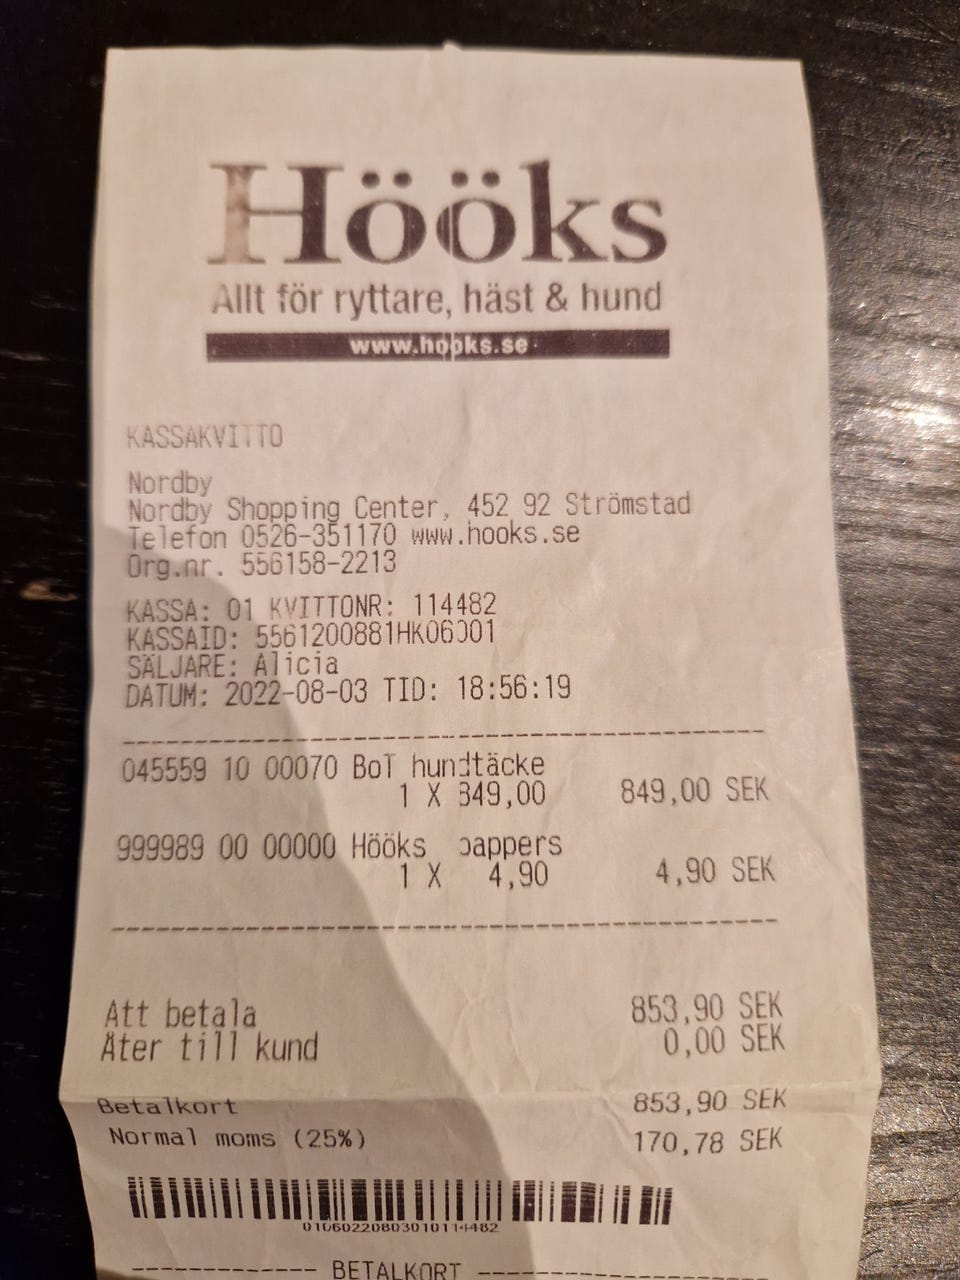 Hööks
Allt för ryttare, häst & hund
www.hooks.se
KASSAKVITTO
Nordby
Nordby Shopping Center, 452 92 Strömstad
Telefon 0526-351170 www.hooks.se
Org.nr. 556158-2213
KASSA: 01 KVITTONR: 114482
KASSAID: 5561200881HK06001
SÄLJARE: Alicia
DATUM: 2022-08-03 TID: 18:56:19
045559 10 00070 BoT hundtäcke
1 X 849,00 849,00 SEK
999989 00 00000 Hööks pappers
1 X 4,90 4,90 SEK
Att betala 853,90 SEK
Åter till kund 0,00 SEK
Betalkort 853,90 SEK
Normal moms (25%) 170,78 SEK
01060220803010114482
BETALKORT